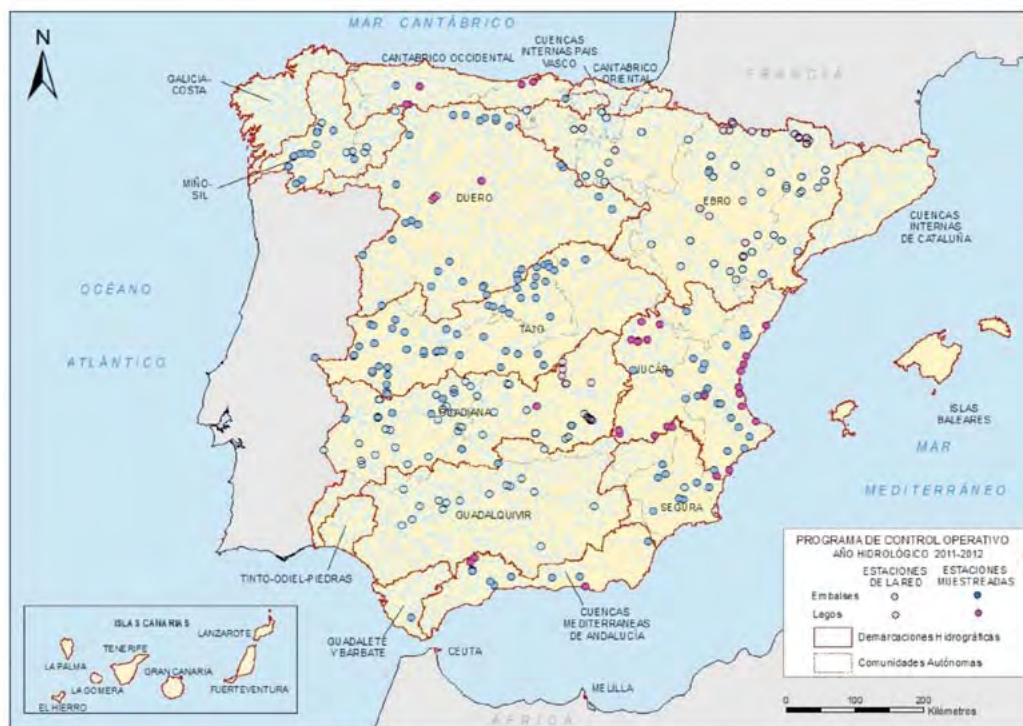 MAR CANTÁBRICO
N
CUENCAS
INTERNAS PAIS
VASCO
CANTABRICO OCCIDENTAL
CANTABRICO
ORIENTAL
FRANCIA
GALICIA-
COSTA
MIÑO-
SIL
DUERO
EBRO
CUENCAS
INTERNAS
DE CATALUÑA
OCÉANO
ATLÁNTICO
TAJO
JUCAR
GUADIANA
ISLAS
BALEARES
MAR
MEDITERRÁNEO
SEGURA
GUADALQUIVIR
TINTO-ODIEL-PIEDRAS
GUADALETE
Y BARBATE
CUENCAS
MEDITERRANEAS
DE ANDALUCÍA
CEUTA
MELILLA
ÁFRICA
ISLAS CANARIAS
LANZAROTE
LA PALMA
TENERIFE
GRAN CANARIA
LA GOMERA
EL HIERRO
FUERTEVENTURA
PROGRAMA DE CONTROL OPERATIVO
AÑO HIDROLÓGICO 2011-2012
ESTACIONES
DE LA RED
ESTACIONES
MUESTREADAS
Embalses
Lagos
Demarcaciones Hidrográficas
Comunidades Autónomas
0 50 100 200
Kilómetros